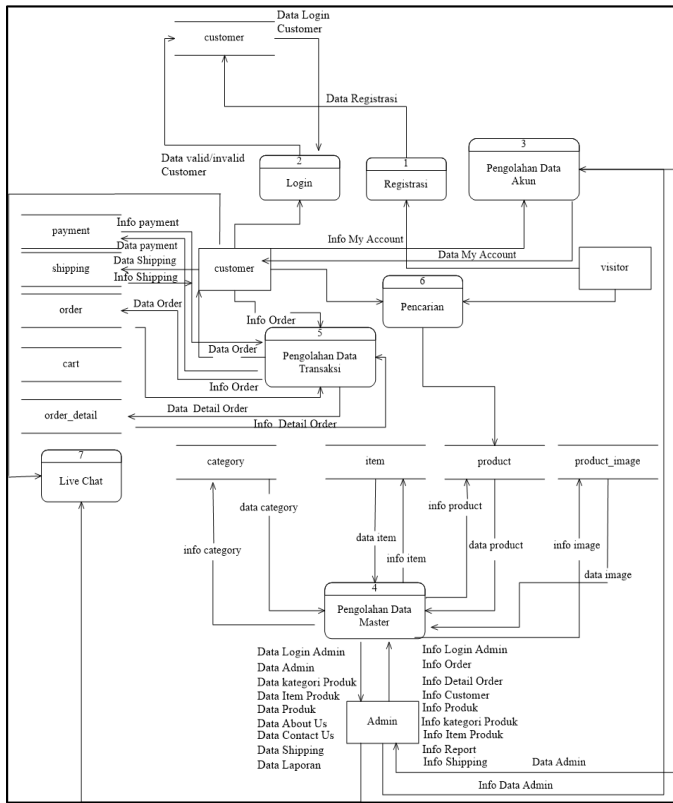 Data Login
Customer
customer
Data Registrasi
Data valid/invalid
Customer
2
Login
1
Registrasi
3
Pengolahan Data
Akun
Info payment
payment
Data payment
Data Shipping
shipping
Info Shipping
customer
Info My Account
Data My Account
visitor
order
Data Order
Info Order
6
Pencarian
5
Pengolahan Data
Transaksi
Data Order
Info Order
cart
Data Detail Order
order_detail
Info Detail Order
7
Live Chat
category
item
product
product_image
data category
info category
data item
info item
info product
data product
info image
data image
4
Pengolahan Data
Master
Data Login Admin
Data Admin
Data kategori Produk
Data Item Produk
Data Produk
Data About Us
Data Contact Us
Data Shipping
Data Laporan
Admin
Info Login Admin
Info Order
Info Detail Order
Info Customer
Info Produk
Info kategori Produk
Info Item Produk
Info Report
Info Shipping
Data Admin
Info Data Admin